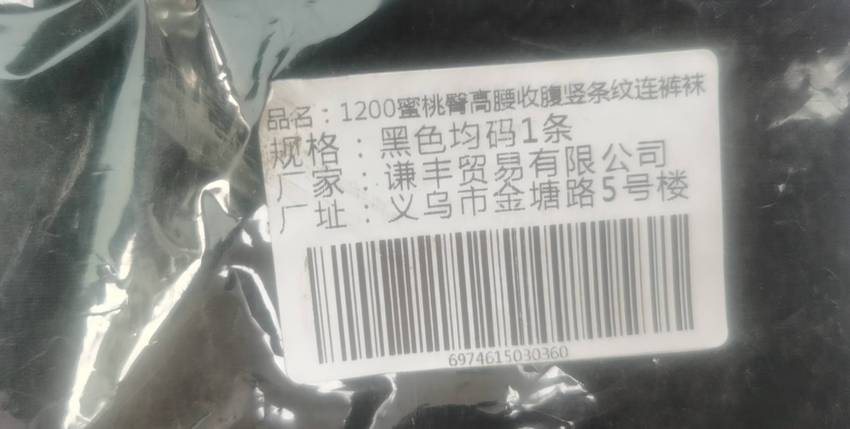 品名：1200蜜桃臀高腰收腹竖条纹连裤袜
规格：黑色均码1条
厂家：谦丰贸易有限公司
厂址：义乌市金塘路5号楼
6974615030360